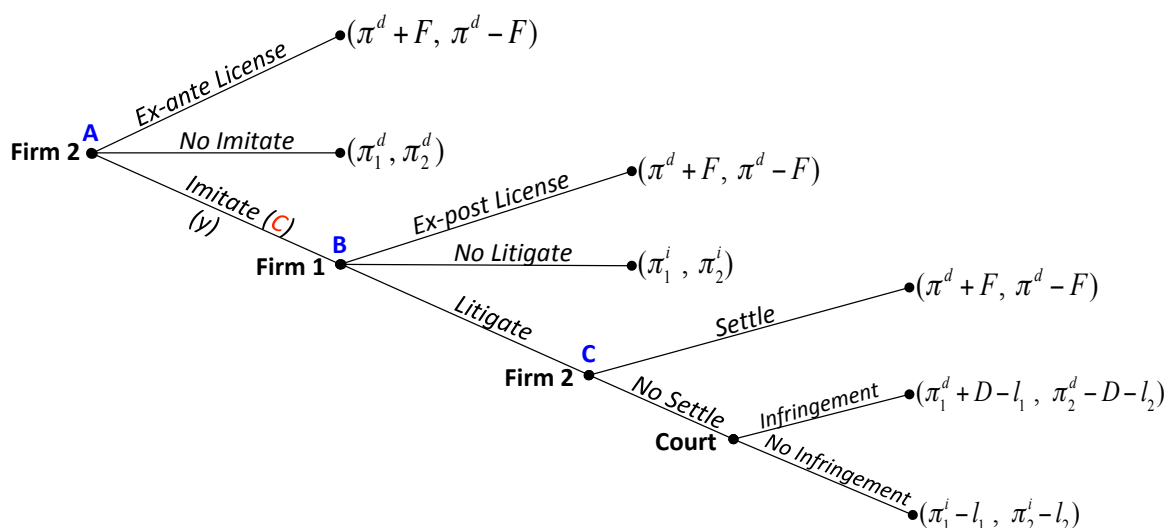 (π^d + F, π^d − F)
Ex-ante License
A
Firm 2
No Imitate
(π_1^d, π_2^d)
Imitate (C)
(y)
B
Firm 1
Ex-post License
(π^d + F, π^d − F)
No Litigate
(π_1^i, π_2^i)
Litigate
C
Firm 2
Settle
(π^d + F, π^d − F)
No Settle
Court
Infringement
(π_1^d + D − l_1, π_2^d − D − l_2)
No Infringement
(π_1^i − l_1, π_2^i − l_2)